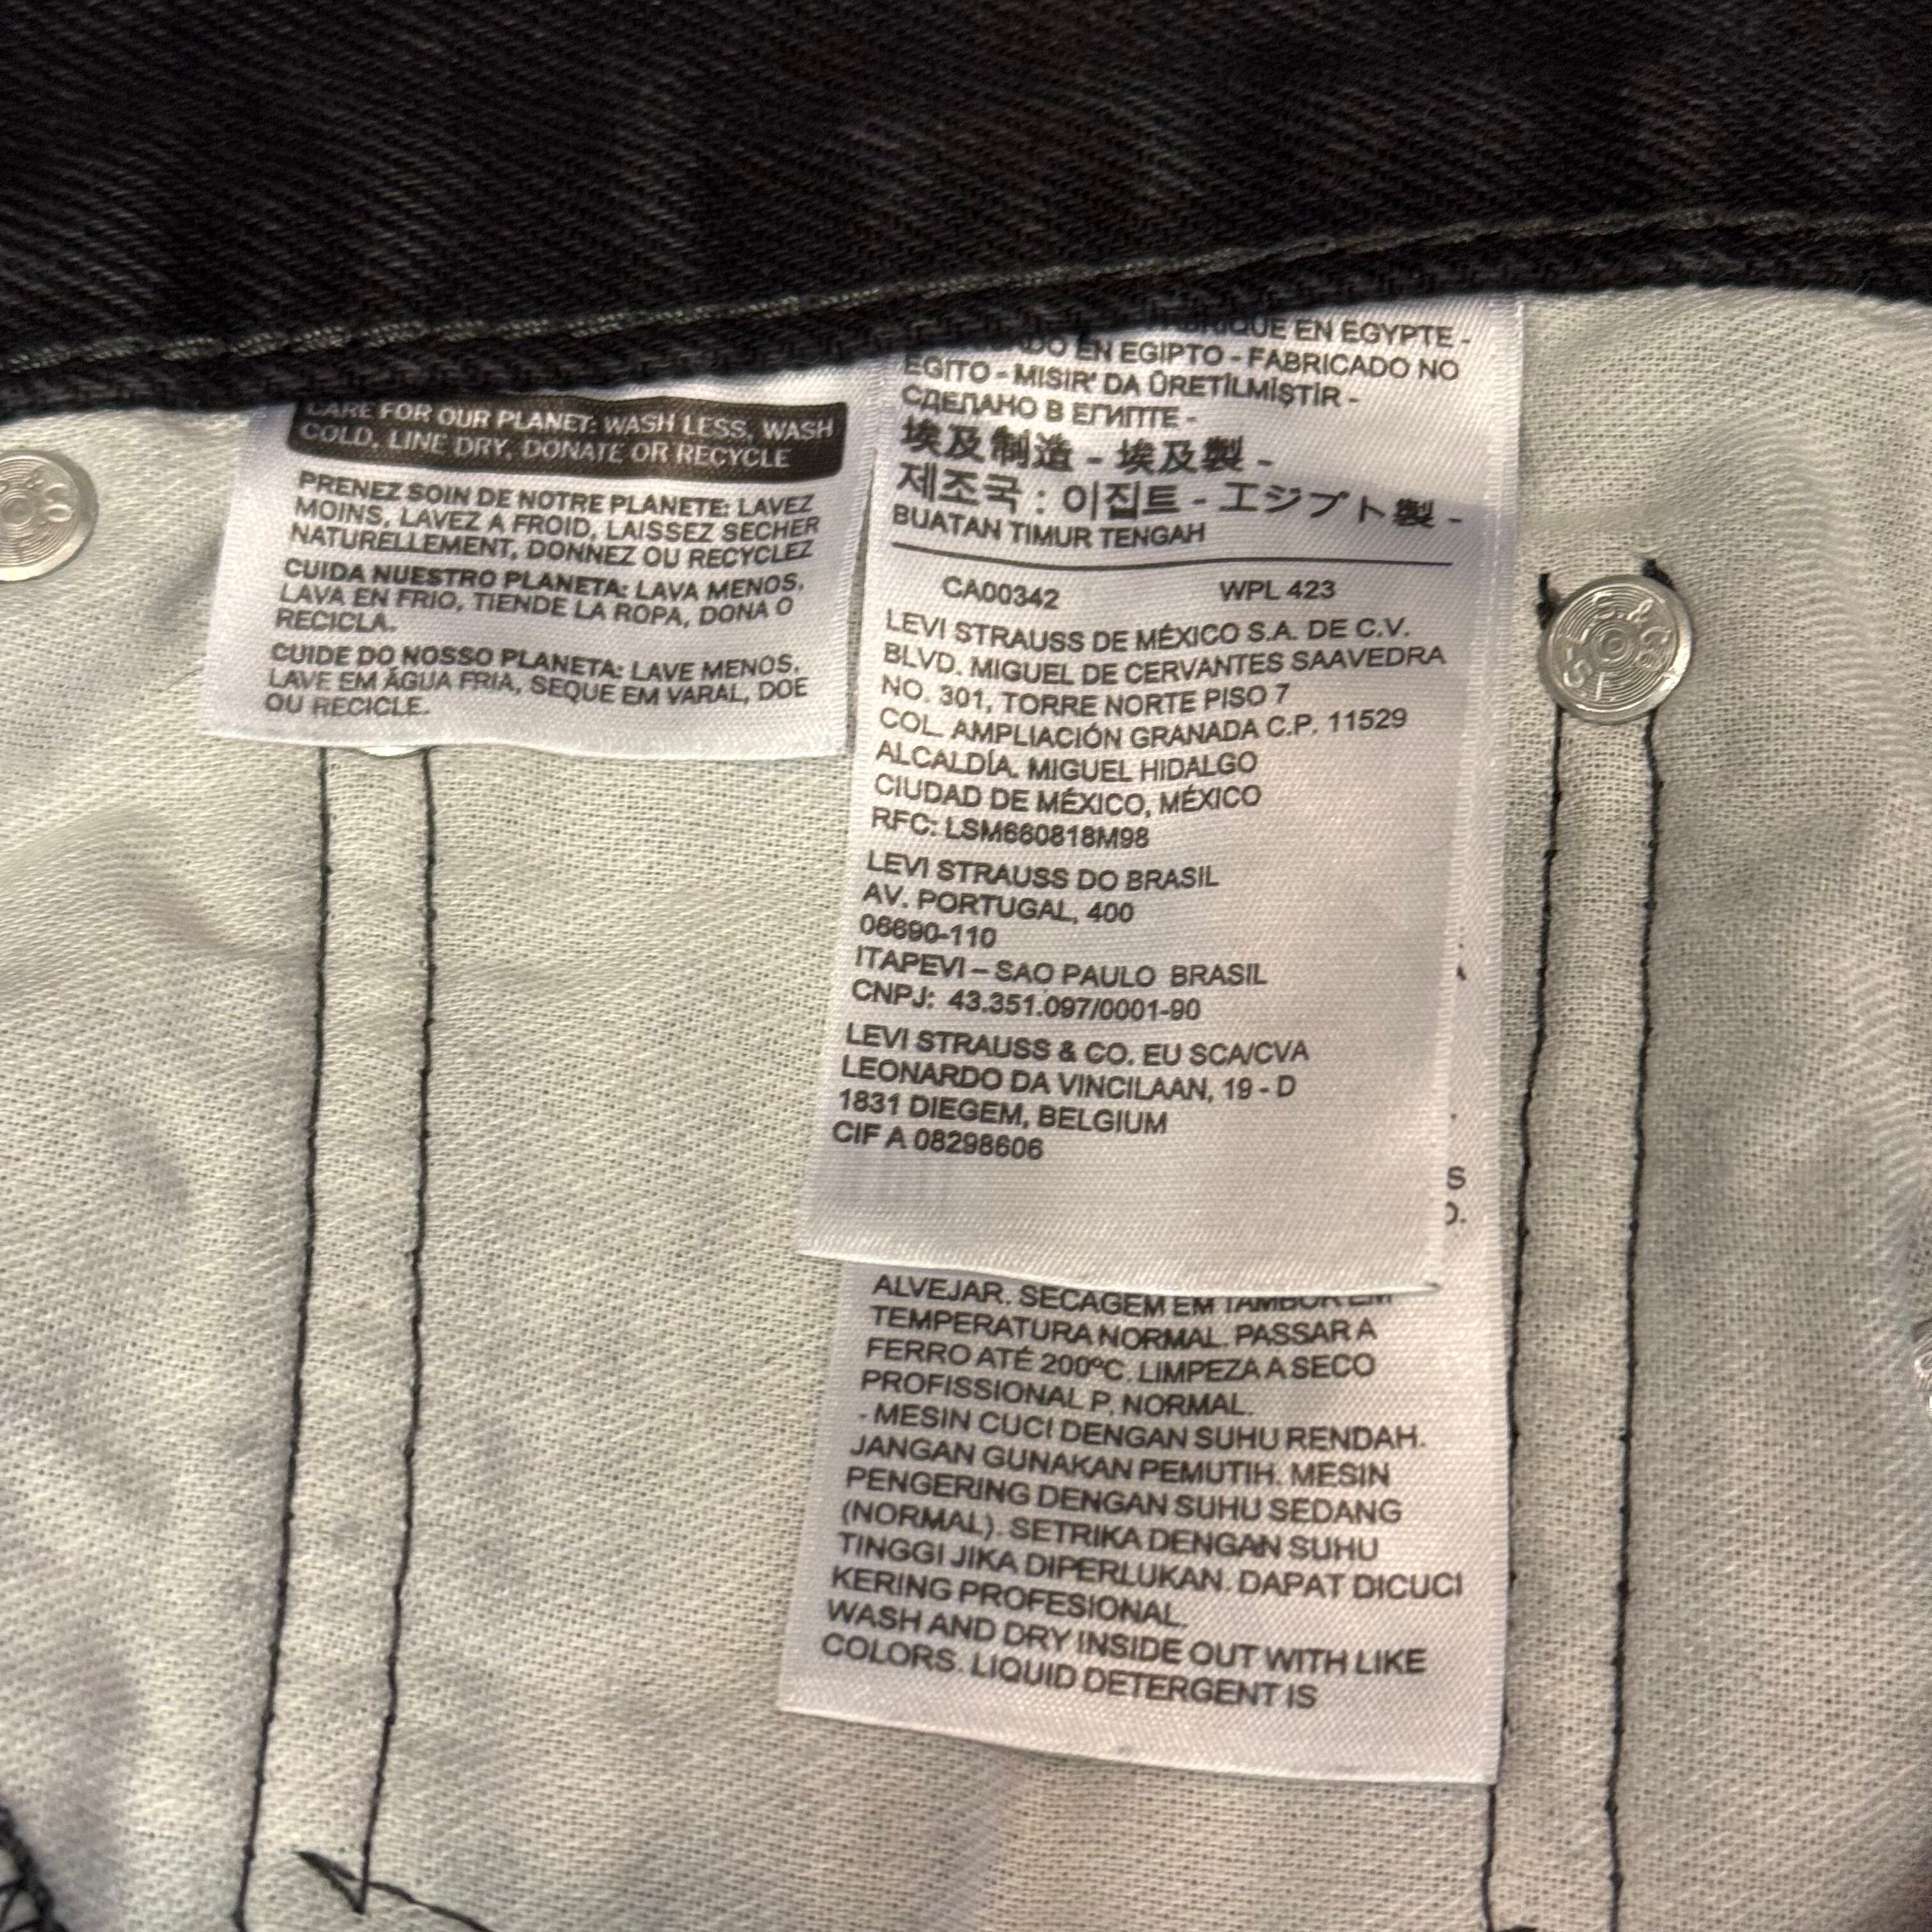 CARE FOR OUR PLANET: WASH LESS, WASH
COLD, LINE DRY, DONATE OR RECYCLE
PRENEZ SOIN DE NOTRE PLANETE: LAVEZ
MOINS, LAVEZ A FROID, LAISSEZ SECHER
NATURELLEMENT, DONNEZ OU RECYCLEZ
CUIDA NUESTRO PLANETA: LAVA MENOS,
LAVA EN FRIO, TIENDE LA ROPA, DONA O
RECICLA.
CUIDE DO NOSSO PLANETA: LAVE MENOS,
LAVE EM ÁGUA FRIA, SEQUE EM VARAL, DOE
OU RECICLE.
EN EGYPTE -
EN EGIPTO - FABRICADO NO
EGITO - MISIR' DA ÜRETİLMİŞTİR -
СДЕЛАНО В ЕГИПТЕ -
埃及制造 - 埃及製 -
제조국 : 이집트 - エジプト製 -
BUATAN TIMUR TENGAH
CA00342 WPL 423
LEVI STRAUSS DE MÉXICO S.A. DE C.V.
BLVD. MIGUEL DE CERVANTES SAAVEDRA
NO. 301, TORRE NORTE PISO 7
COL. AMPLIACIÓN GRANADA C.P. 11529
ALCALDÍA. MIGUEL HIDALGO
CIUDAD DE MÉXICO, MÉXICO
RFC: LSM660818M98
LEVI STRAUSS DO BRASIL
AV. PORTUGAL, 400
06690-110
ITAPEVI – SAO PAULO BRASIL
CNPJ: 43.351.097/0001-90
LEVI STRAUSS & CO. EU SCA/CVA
LEONARDO DA VINCILAAN, 19 - D
1831 DIEGEM, BELGIUM
CIF A 08298606
ALVEJAR. SECAGEM EM TAMBOR EM
TEMPERATURA NORMAL. PASSAR A
FERRO ATÉ 200ºC. LIMPEZA A SECO
PROFISSIONAL P, NORMAL.
- MESIN CUCI DENGAN SUHU RENDAH.
JANGAN GUNAKAN PEMUTIH. MESIN
PENGERING DENGAN SUHU SEDANG
(NORMAL). SETRIKA DENGAN SUHU
TINGGI JIKA DIPERLUKAN. DAPAT DICUCI
KERING PROFESIONAL.
WASH AND DRY INSIDE OUT WITH LIKE
COLORS. LIQUID DETERGENT IS